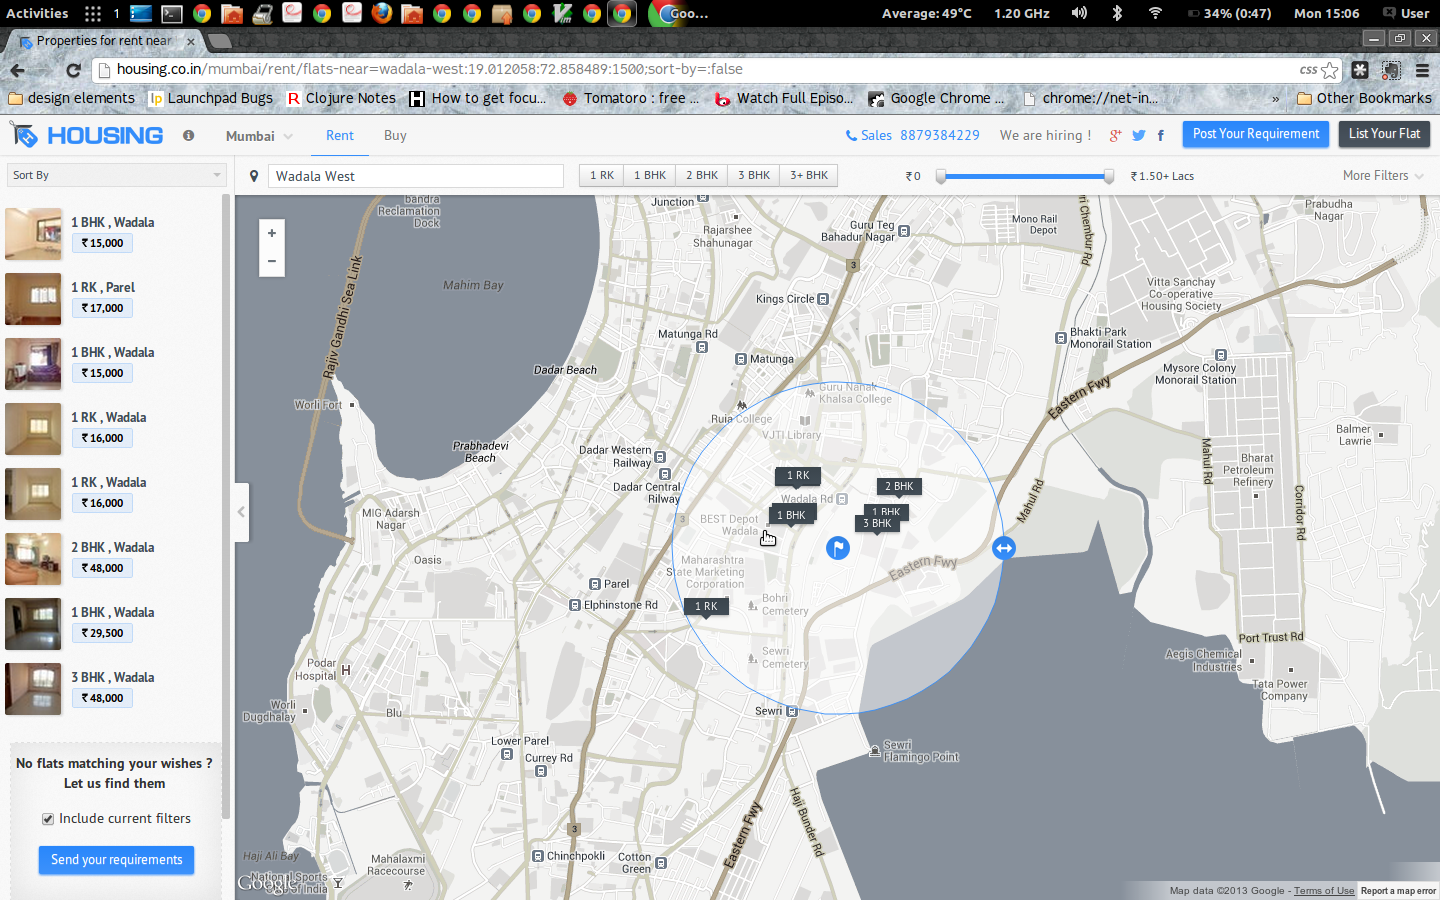 Activities
1
Goo...
Average: 49°C
1.20 GHz
34% (0:47)
Mon 15:06
User
Properties for rent near
housing.co.in/mumbai/rent/flats-near=wadala-west:19.012058:72.858489:1500;sort-by=:false
css
design elements
Launchpad Bugs
Clojure Notes
How to get focu...
Tomatoro : free ...
Watch Full Episo...
Google Chrome ...
chrome://net-in...
»
Other Bookmarks
HOUSING
Mumbai
Rent
Buy
Sales 8879384229
We are hiring !
Post Your Requirement
List Your Flat
Sort By
Wadala West
1 RK
1 BHK
2 BHK
3 BHK
3+ BHK
₹ 0
₹ 1.50+ Lacs
More Filters
1 BHK , Wadala
₹ 15,000
1 RK , Parel
₹ 17,000
1 BHK , Wadala
₹ 15,000
1 RK , Wadala
₹ 16,000
1 RK , Wadala
₹ 16,000
2 BHK , Wadala
₹ 48,000
1 BHK , Wadala
₹ 29,500
3 BHK , Wadala
₹ 48,000
No flats matching your wishes ?
Let us find them
Include current filters
Send your requirements
+
−
bandra
Reclamation
Dock
Mahim Bay
Rajiv Gandhi Sea Link
Worli Fort
Dadar Beach
Prabhadevi
Beach
Junction
Rajarshee
Shahunagar
Guru Teg
Bahadur Nagar
3
Kings Circle
Matunga Rd
Matunga
Mono Rail
Depot
Prabudha
Nagar
Vitta Sanchay
Co-operative
Housing Society
Bhakti Park
Monorail Station
Mysore Colony
Monorail Station
Eastern Fwy
Guru Nanak
Khalsa College
Ruia College
VJTI Library
Dadar Western
Railway
Dadar Central
Rilway
1 RK
Wadala Rd
2 BHK
1 BHK
1 BHK
3 BHK
3
BEST Depot
Wadala
Maharashtra
State Marketing
Corporation
Eastern Fwy
Mahul Rd
Mahul Rd
Bharat
Petroleum
Refinery
Corridor Rd
Balmer
Lawrie
MIG Adarsh
Nagar
Oasis
Parel
Elphinstone Rd
1 RK
Bohri
Cemetery
Sewri
Cemetery
Port Trust Rd
Aegis Chemical
Industries
Tata Power
Company
Podar
Hospital
H
Worli
Dugdhalay
Blu
Sewri
Lower Parel
Currey Rd
Sewri
Flamingo Point
3
Eastern Fwy
Haji Bunder Rd
Haji Ali Bay
Mahalaxmi
Racecourse
Chinchpokli
Cotton
Green
National Sports
of India
Google
Map data ©2013 Google - Terms of Use
Report a map error